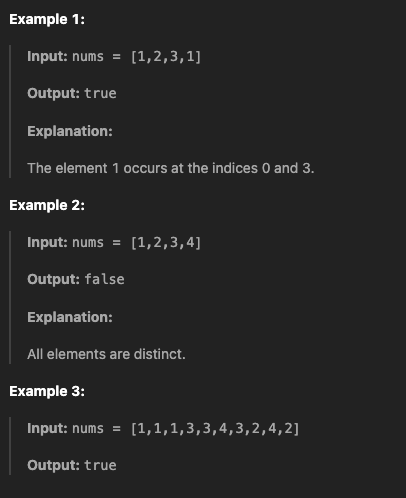 Example 1:
Input: nums = [1,2,3,1]
Output: true
Explanation:
The element 1 occurs at the indices 0 and 3.
Example 2:
Input: nums = [1,2,3,4]
Output: false
Explanation:
All elements are distinct.
Example 3:
Input: nums = [1,1,1,3,3,4,3,2,4,2]
Output: true